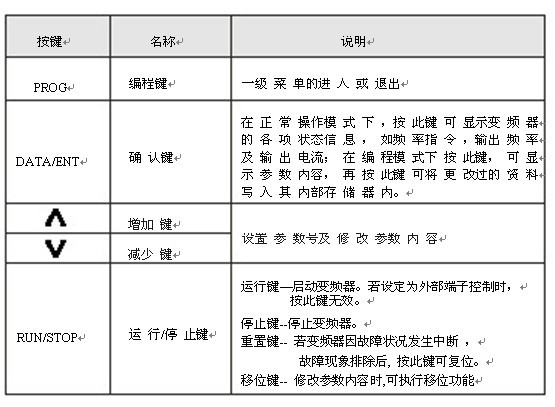 按键 名称 说明
PROG 编程键 一级菜单的进人或退出
DATA/ENT 确认键 在正常操作模式下，按此键可显示变频器
的各项状态信息，如频率指令，输出频率
及输出电流；在编程模式下按此键，可显
示参数内容，再按此键可将更改过的资料
写入其内部存储器内。
∧ 增加键
设置参数号及修改参数内容
∨ 减少键
RUN/STOP 运行/停止键 运行键—启动变频器。若设定为外部端子控制时，
按此键无效。
停止键--停止变频器。
重置键-- 若变频器因故障状况发生中断，
故障现象排除后，按此键可复位。
移位键-- 修改参数内容时,可执行移位功能